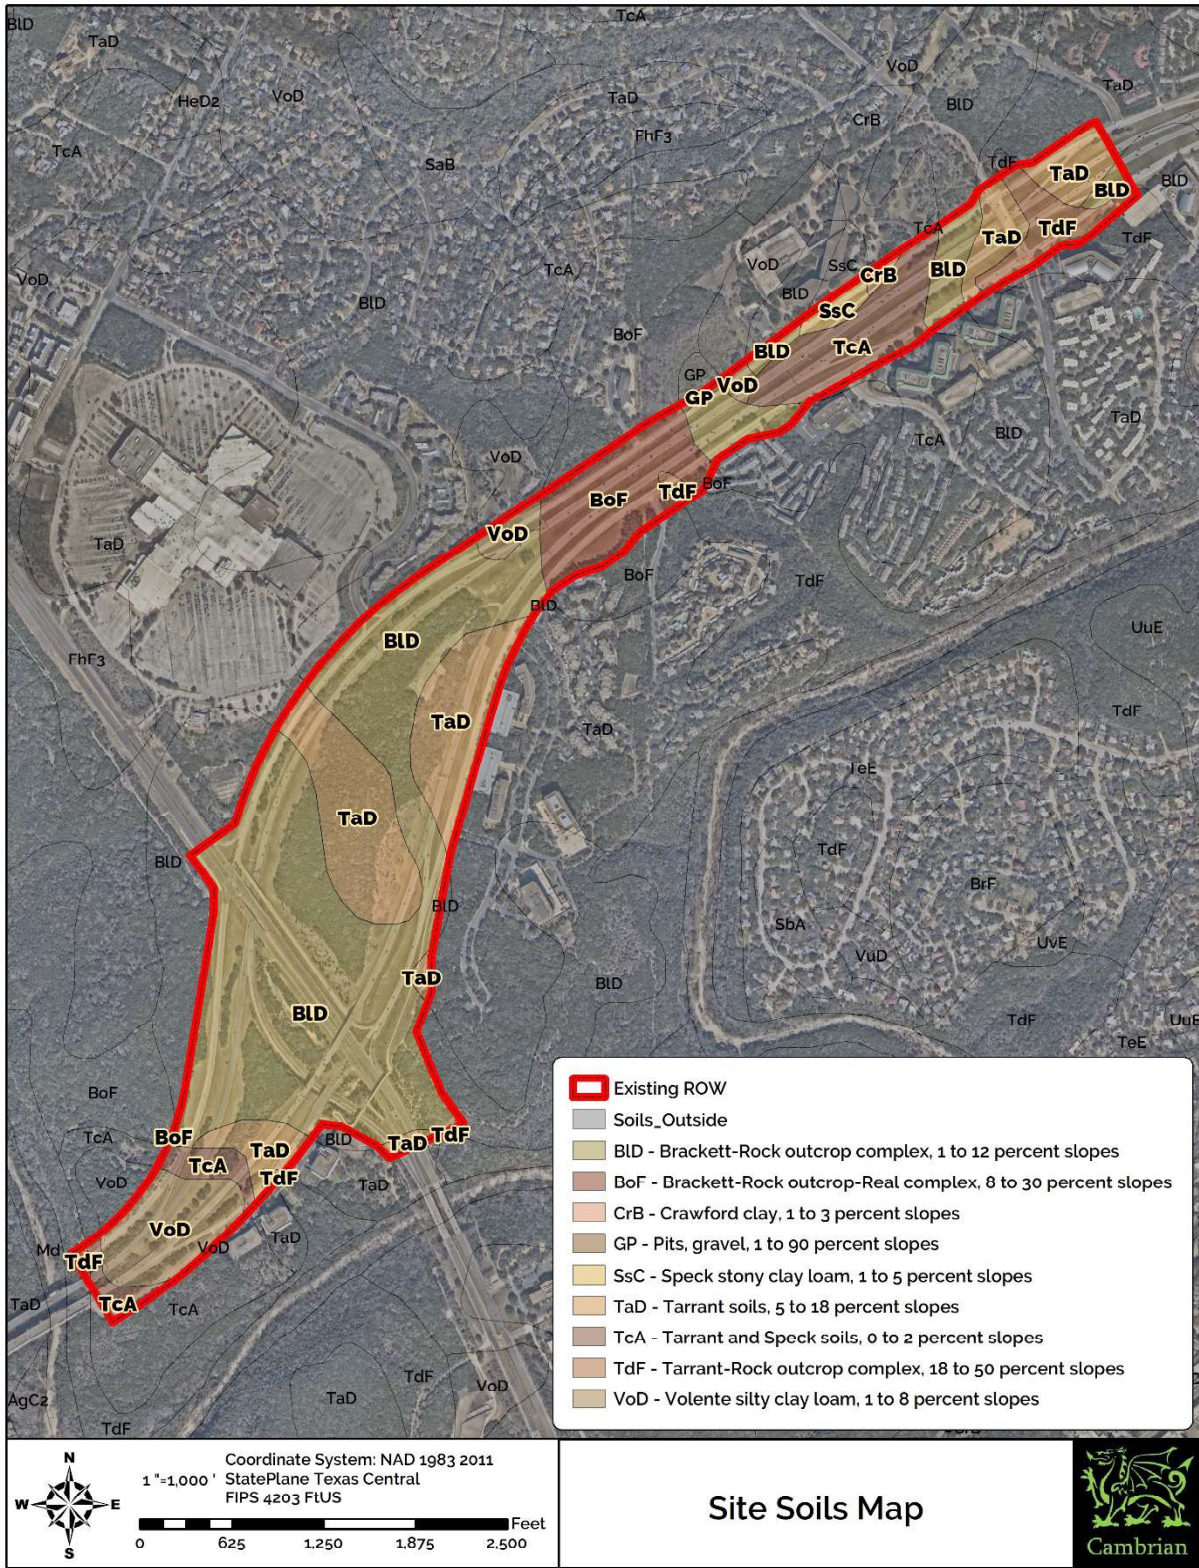 TcA
BlD
TaD
VoD
HeD2
VoD
TaD
TaD
BlD
CrB
TcA
FhF3
SaB
TdF
TaD
BlD
BlD
TcA
TaD
TdF
TdF
VoD
TcA
VoD
SsC
CrB
BlD
BlD
BlD
SsC
BoF
BlD
TcA
GP
VoD
GP
TaD
TcA
BlD
VoD
BoF
TdF
BoF
VoD
TaD
BoF
TdF
BlD
UuE
BlD
FhF3
TdF
TaD
TaD
TeE
TaD
TdF
BlD
BrF
BlD
SbA
UvE
VuD
TaD
BlD
BlD
TdF
UuE
TeE
BoF
TdF
BoF
TcA
TaD
BlD
TaD
TcA
TdF
TaD
VoD
VoD
Md
VoD
TaD
TdF
TaD
TcA
TcA
TdF
VoD
TaD
AgC2
TdF
Existing ROW
Soils_Outside
BlD - Brackett-Rock outcrop complex, 1 to 12 percent slopes
BoF - Brackett-Rock outcrop-Real complex, 8 to 30 percent slopes
CrB - Crawford clay, 1 to 3 percent slopes
GP - Pits, gravel, 1 to 90 percent slopes
SsC - Speck stony clay loam, 1 to 5 percent slopes
TaD - Tarrant soils, 5 to 18 percent slopes
TcA - Tarrant and Speck soils, 0 to 2 percent slopes
TdF - Tarrant-Rock outcrop complex, 18 to 50 percent slopes
VoD - Volente silty clay loam, 1 to 8 percent slopes
N
W E
S
Coordinate System: NAD 1983 2011
1 "=1,000 ' StatePlane Texas Central
FIPS 4203 FtUS
Feet
0 625 1,250 1,875 2,500
Site Soils Map
Cambrian